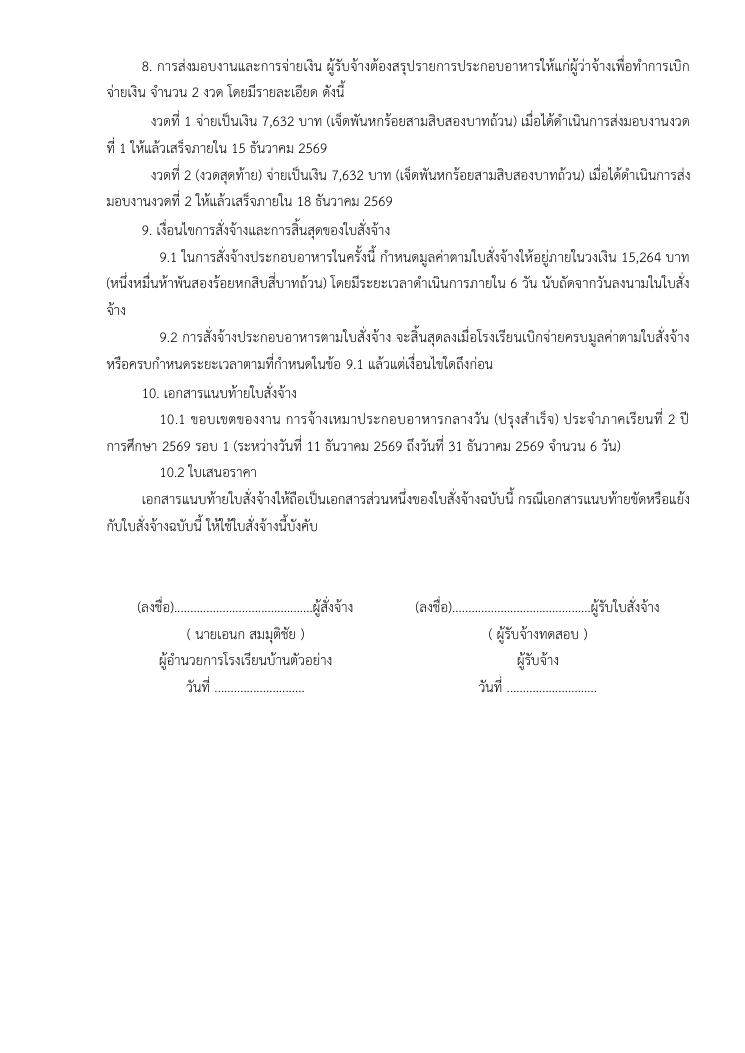 8. การส่งมอบงานและการจ่ายเงิน ผู้รับจ้างต้องสรุปรายการประกอบอาหารให้แก่ผู้ว่าจ้างเพื่อทำการเบิก
จ่ายเงิน จำนวน 2 งวด โดยมีรายละเอียด ดังนี้
งวดที่ 1 จ่ายเป็นเงิน 7,632 บาท (เจ็ดพันหกร้อยสามสิบสองบาทถ้วน) เมื่อได้ดำเนินการส่งมอบงานงวด
ที่ 1 ให้แล้วเสร็จภายใน 15 ธันวาคม 2569
งวดที่ 2 (งวดสุดท้าย) จ่ายเป็นเงิน 7,632 บาท (เจ็ดพันหกร้อยสามสิบสองบาทถ้วน) เมื่อได้ดำเนินการส่ง
มอบงานงวดที่ 2 ให้แล้วเสร็จภายใน 18 ธันวาคม 2569
9. เงื่อนไขการสั่งจ้างและการสิ้นสุดของใบสั่งจ้าง
9.1 ในการสั่งจ้างประกอบอาหารในครั้งนี้ กำหนดมูลค่าตามใบสั่งจ้างให้อยู่ภายในวงเงิน 15,264 บาท
(หนึ่งหมื่นห้าพันสองร้อยหกสิบสี่บาทถ้วน) โดยมีระยะเวลาดำเนินการภายใน 6 วัน นับถัดจากวันลงนามในใบสั่ง
จ้าง
9.2 การสั่งจ้างประกอบอาหารตามใบสั่งจ้าง จะสิ้นสุดลงเมื่อโรงเรียนเบิกจ่ายครบมูลค่าตามใบสั่งจ้าง
หรือครบกำหนดระยะเวลาตามที่กำหนดในข้อ 9.1 แล้วแต่เงื่อนไขใดถึงก่อน
10. เอกสารแนบท้ายใบสั่งจ้าง
10.1 ขอบเขตของงาน การจ้างเหมาประกอบอาหารกลางวัน (ปรุงสำเร็จ) ประจำภาคเรียนที่ 2 ปี
การศึกษา 2569 รอบ 1 (ระหว่างวันที่ 11 ธันวาคม 2569 ถึงวันที่ 31 ธันวาคม 2569 จำนวน 6 วัน)
10.2 ใบเสนอราคา
เอกสารแนบท้ายใบสั่งจ้างให้ถือเป็นเอกสารส่วนหนึ่งของใบสั่งจ้างฉบับนี้ กรณีเอกสารแนบท้ายขัดหรือแย้ง
กับใบสั่งจ้างฉบับนี้ ให้ใช้ใบสั่งจ้างนี้บังคับ
(ลงชื่อ)...........................................ผู้สั่งจ้าง (ลงชื่อ)...........................................ผู้รับใบสั่งจ้าง
( นายเอนก สมมุติชัย ) ( ผู้รับจ้างทดสอบ )
ผู้อำนวยการโรงเรียนบ้านตัวอย่าง ผู้รับจ้าง
วันที่ ............................ วันที่ ............................